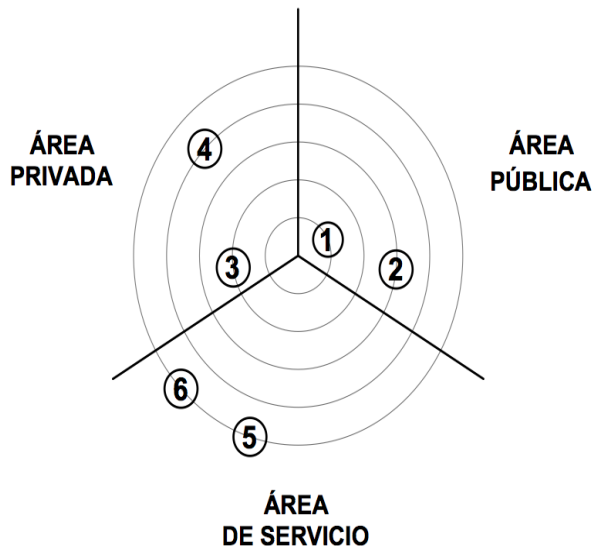 ÁREA
PRIVADA
4
ÁREA
PÚBLICA
1
3
2
6
5
ÁREA
DE SERVICIO